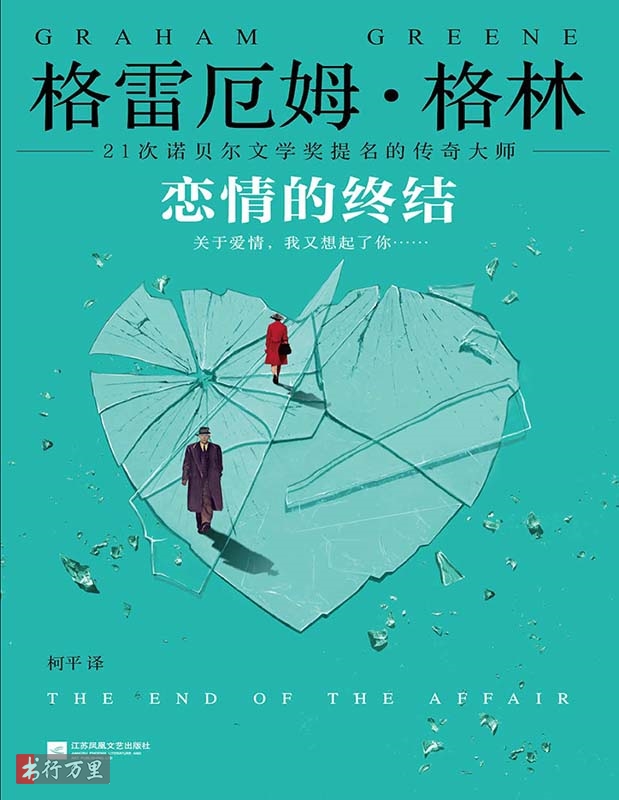 GRAHAM GREENE
格雷厄姆·格林
21次诺贝尔文学奖提名的传奇大师
恋情的终结
关于爱情，我又想起了你……
柯平 译
THE END OF THE AFFAIR
江苏凤凰文艺出版社
书行万里